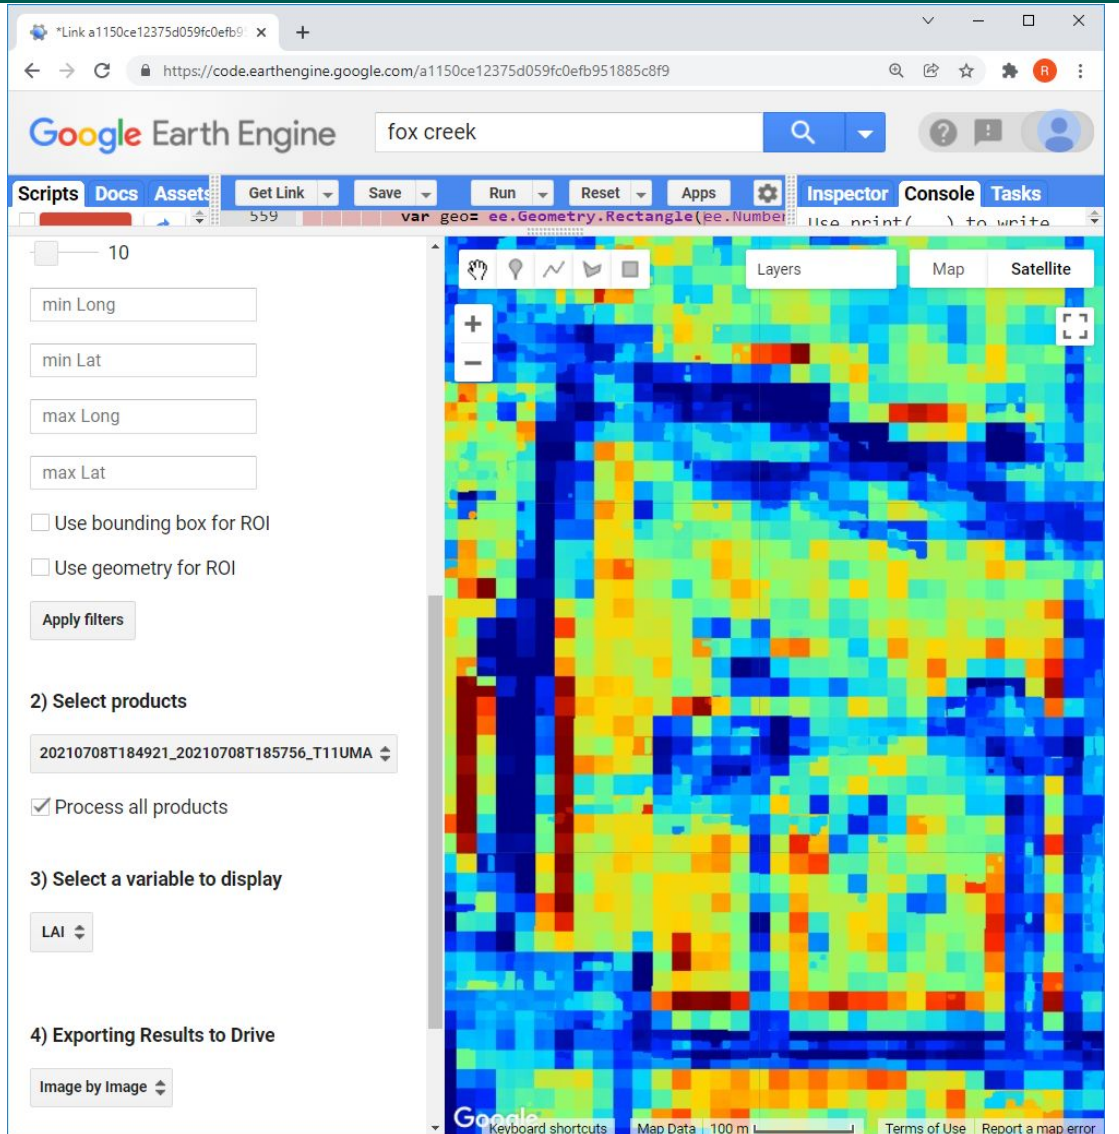 *Link a1150ce12375d059fc0efb9
https://code.earthengine.google.com/a1150ce12375d059fc0efb951885c8f9
R
Google Earth Engine
fox creek
Scripts Docs Assets
Get Link Save Run Reset Apps
Inspector Console Tasks
559 var geo= ee.Geometry.Rectangle(ee.Number
Use print(...) to write
10
Layers
Map Satellite
min Long
min Lat
max Long
max Lat
Use bounding box for ROI
Use geometry for ROI
Apply filters
2) Select products
20210708T184921_20210708T185756_T11UMA
Process all products
3) Select a variable to display
LAI
4) Exporting Results to Drive
Image by Image
Google
Keyboard shortcuts Map Data 100 m Terms of Use Report a map error